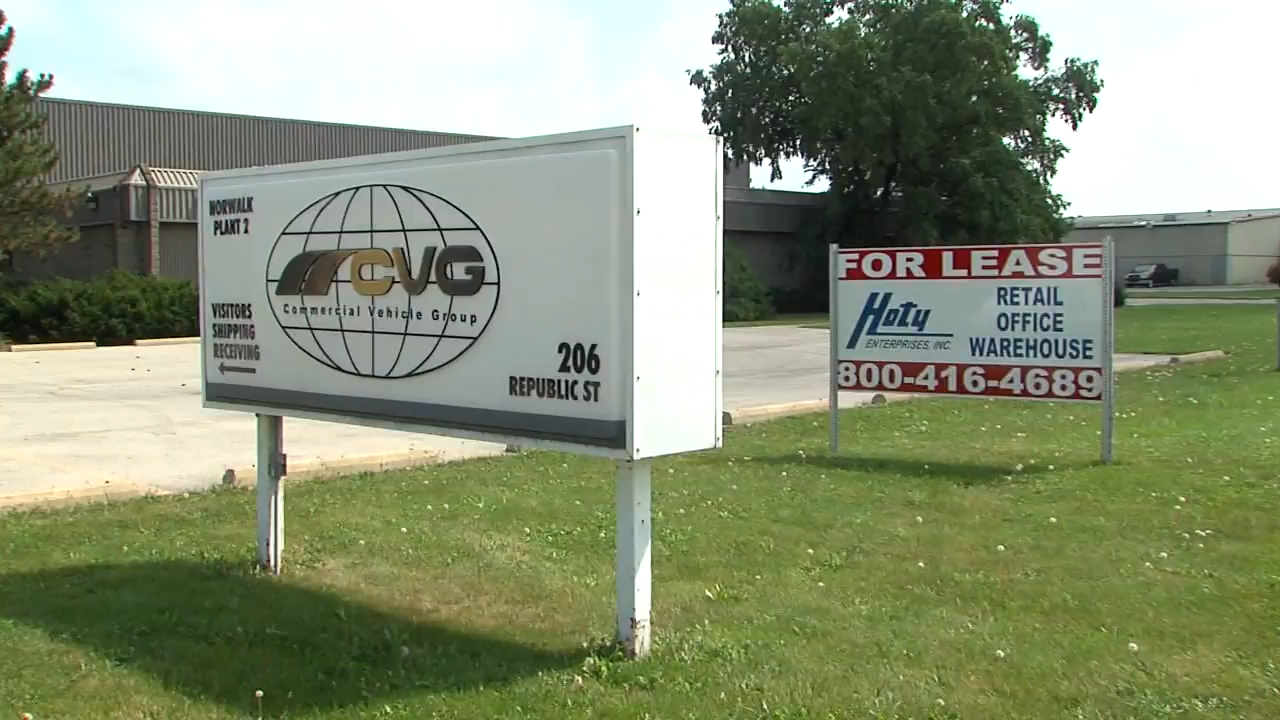 NORWALK
PLANT 2
CVG
Commercial Vehicle Group
VISITORS
SHIPPING
RECEIVING
206
REPUBLIC ST
FOR LEASE
Hoty
ENTERPRISES, INC.
RETAIL
OFFICE
WAREHOUSE
800-416-4689